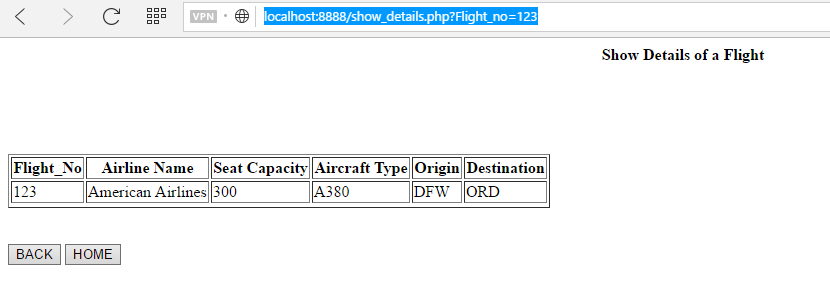 VPN localhost:8888/show_details.php?Flight_no=123
Show Details of a Flight
Flight_No Airline Name Seat Capacity Aircraft Type Origin Destination
123 American Airlines 300 A380 DFW ORD
BACK HOME